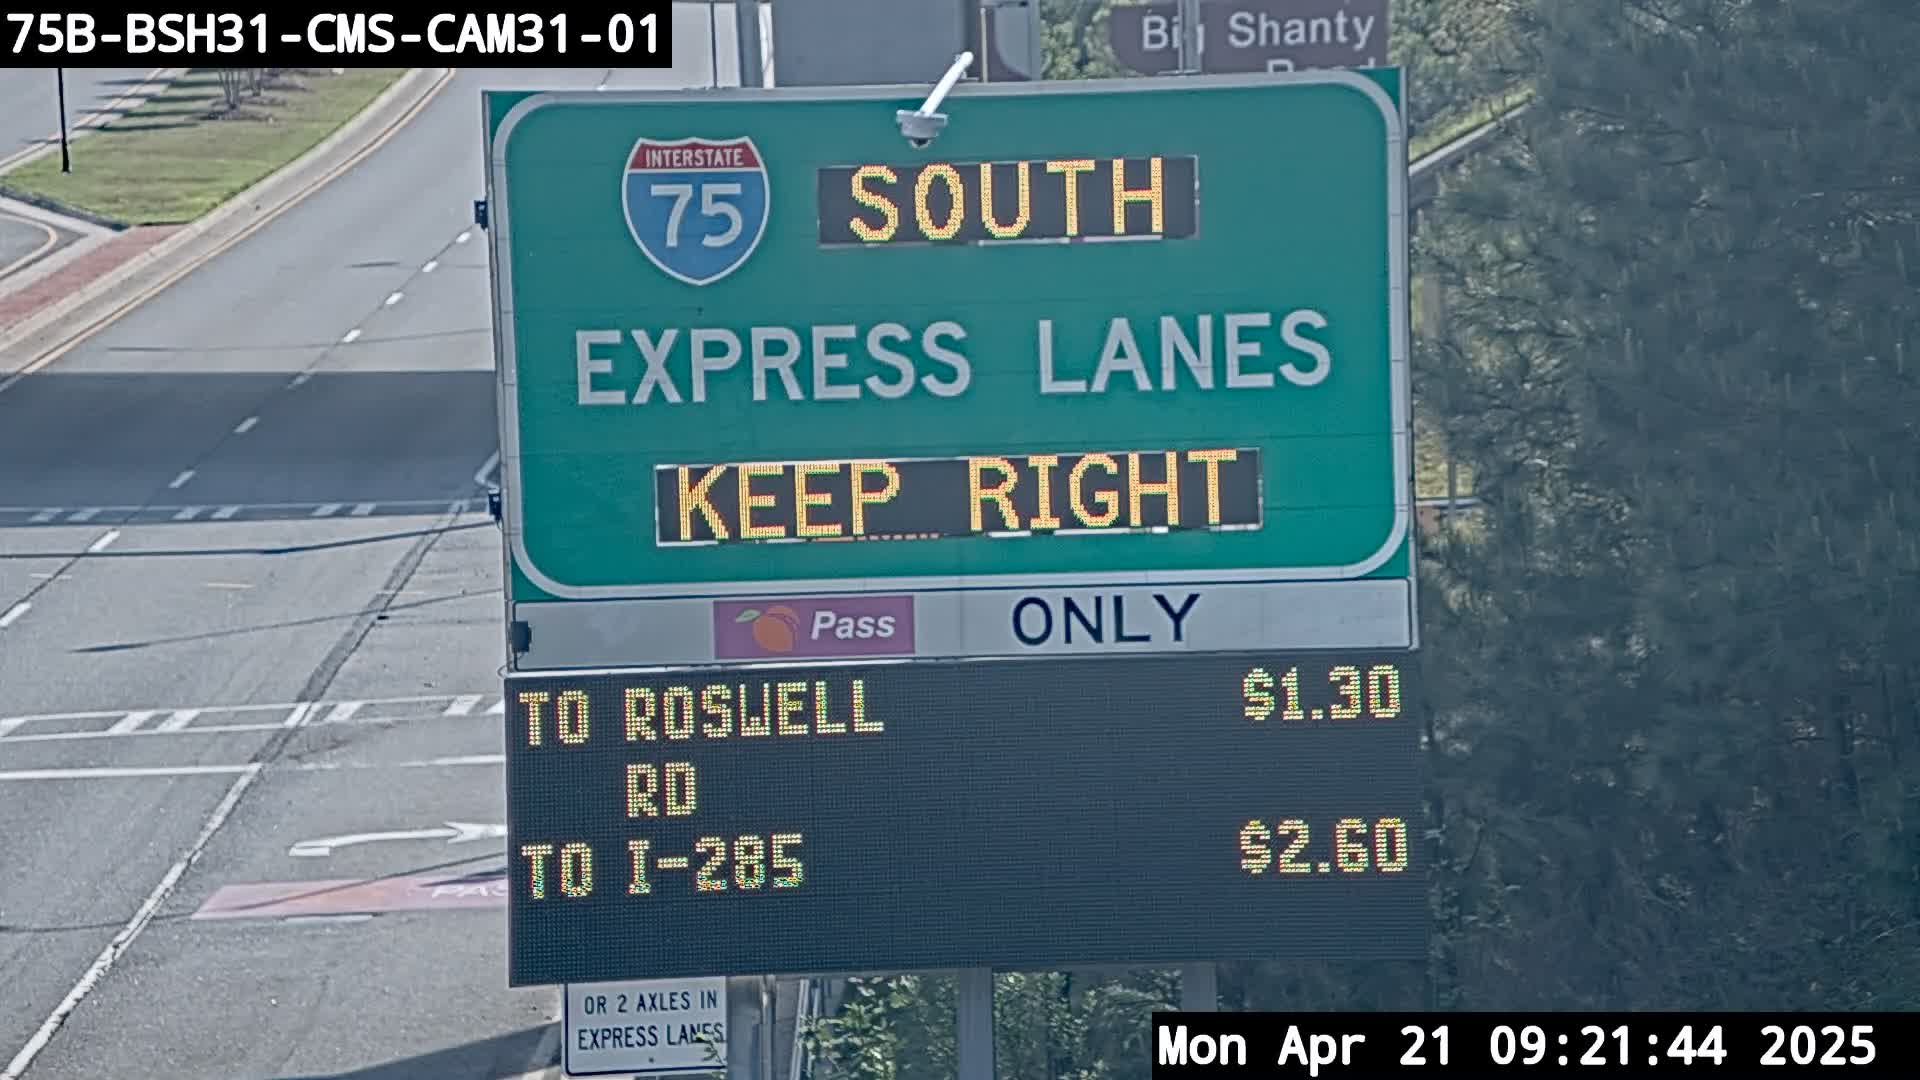 75B-BSH31-CMS-CAM31-01
Big Shanty
Road
INTERSTATE
75
SOUTH
EXPRESS LANES
KEEP RIGHT
Pass ONLY
TO ROSWELL $1.30
RD
TO I-285 $2.60
PAS
OR 2 AXLES IN
EXPRESS LANES
Mon Apr 21 09:21:44 2025